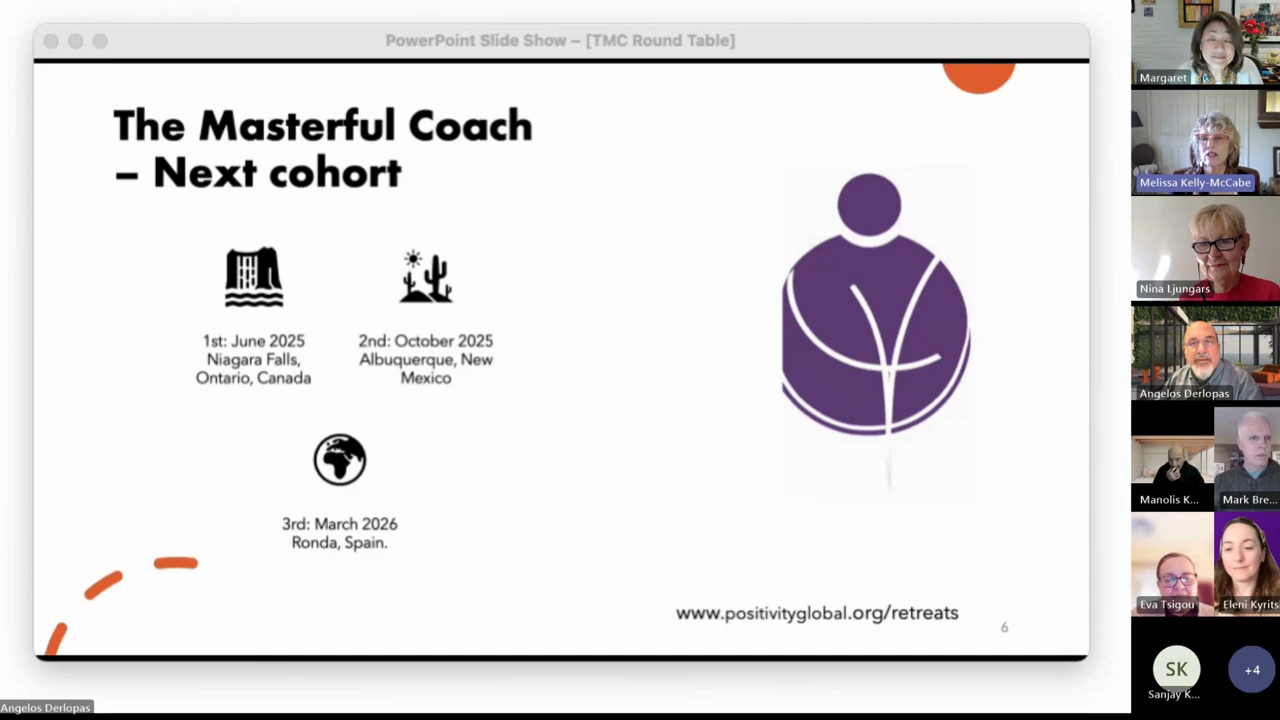 PowerPoint Slide Show – [TMC Round Table]
The Masterful Coach
– Next cohort
1st: June 2025
Niagara Falls,
Ontario, Canada
2nd: October 2025
Albuquerque, New
Mexico
3rd: March 2026
Ronda, Spain.
www.positivityglobal.org/retreats
6
Angelos Derlopas
Margaret
Melissa Kelly-McCabe
Nina Ljungars
Angelos Derlopas
Manolis K...
Mark Bre...
Eva Tsigou
Eleni Kyrits
SK
Sanjay K...
+4